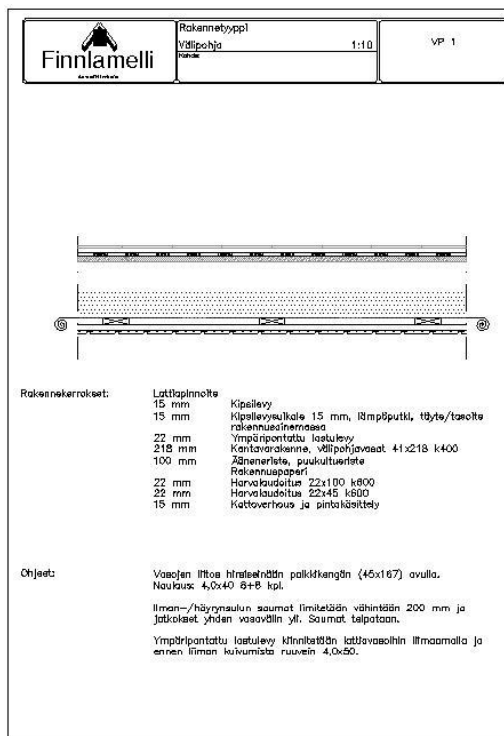 Finnlamelli
Rakennetyyppi
Välipohja 1:10
Kohde:
VP 1
Rakennekerrokset: Lattiapinnoite
15 mm Kipsilevy
15 mm Kipsilevysuikale 15 mm, lämpöputki, täyte/tasoite
rakennusainemassa
22 mm Ympäripontattu lastulevy
218 mm Kantavarakenne, välipohjavasat 41x218 k400
100 mm Ääneneriste, puukuitueriste
Rakennuspaperi
22 mm Harvalaudoitus 22x100 k600
22 mm Harvalaudoitus 22x45 k600
15 mm Kattoverhous ja pintakäsittely
Ohjeet: Vasojen liitos hirsiseinään palkkikengän (45x167) avulla.
Naulaus: 4,0x40 8+8 kpl.
Ilman-/höyrynsulun saumat limitetään vähintään 200 mm ja
jatkokset yhden vasavälin yli. Saumat teipataan.
Ympäripontattu lastulevy kiinnitetään lattiavasoihin liimaamalla ja
ennen liiman kuivumista ruuvein 4,0x50.